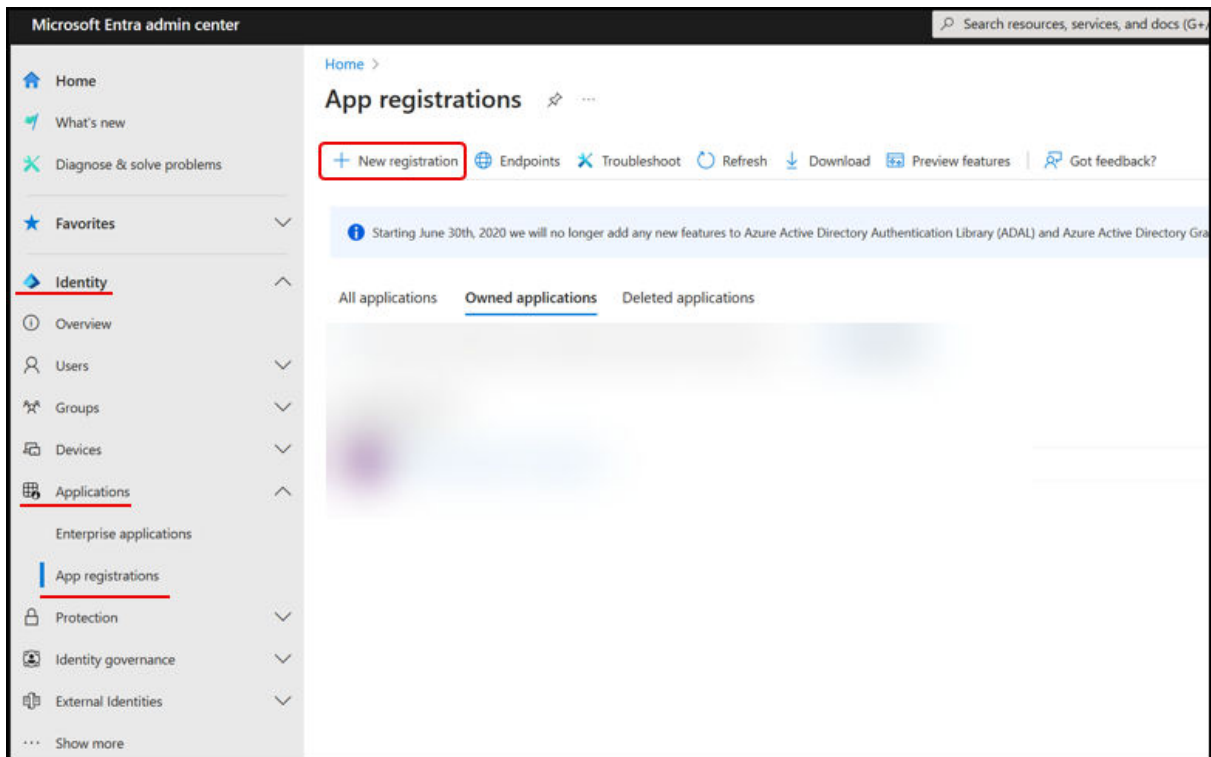 Microsoft Entra admin center
Search resources, services, and docs (G+/
Home
What's new
Diagnose & solve problems
Favorites
Identity
Overview
Users
Groups
Devices
Applications
Enterprise applications
App registrations
Protection
Identity governance
External Identities
Show more
Home >
App registrations
New registration Endpoints Troubleshoot Refresh Download Preview features Got feedback?
Starting June 30th, 2020 we will no longer add any new features to Azure Active Directory Authentication Library (ADAL) and Azure Active Directory Gra
All applications Owned applications Deleted applications